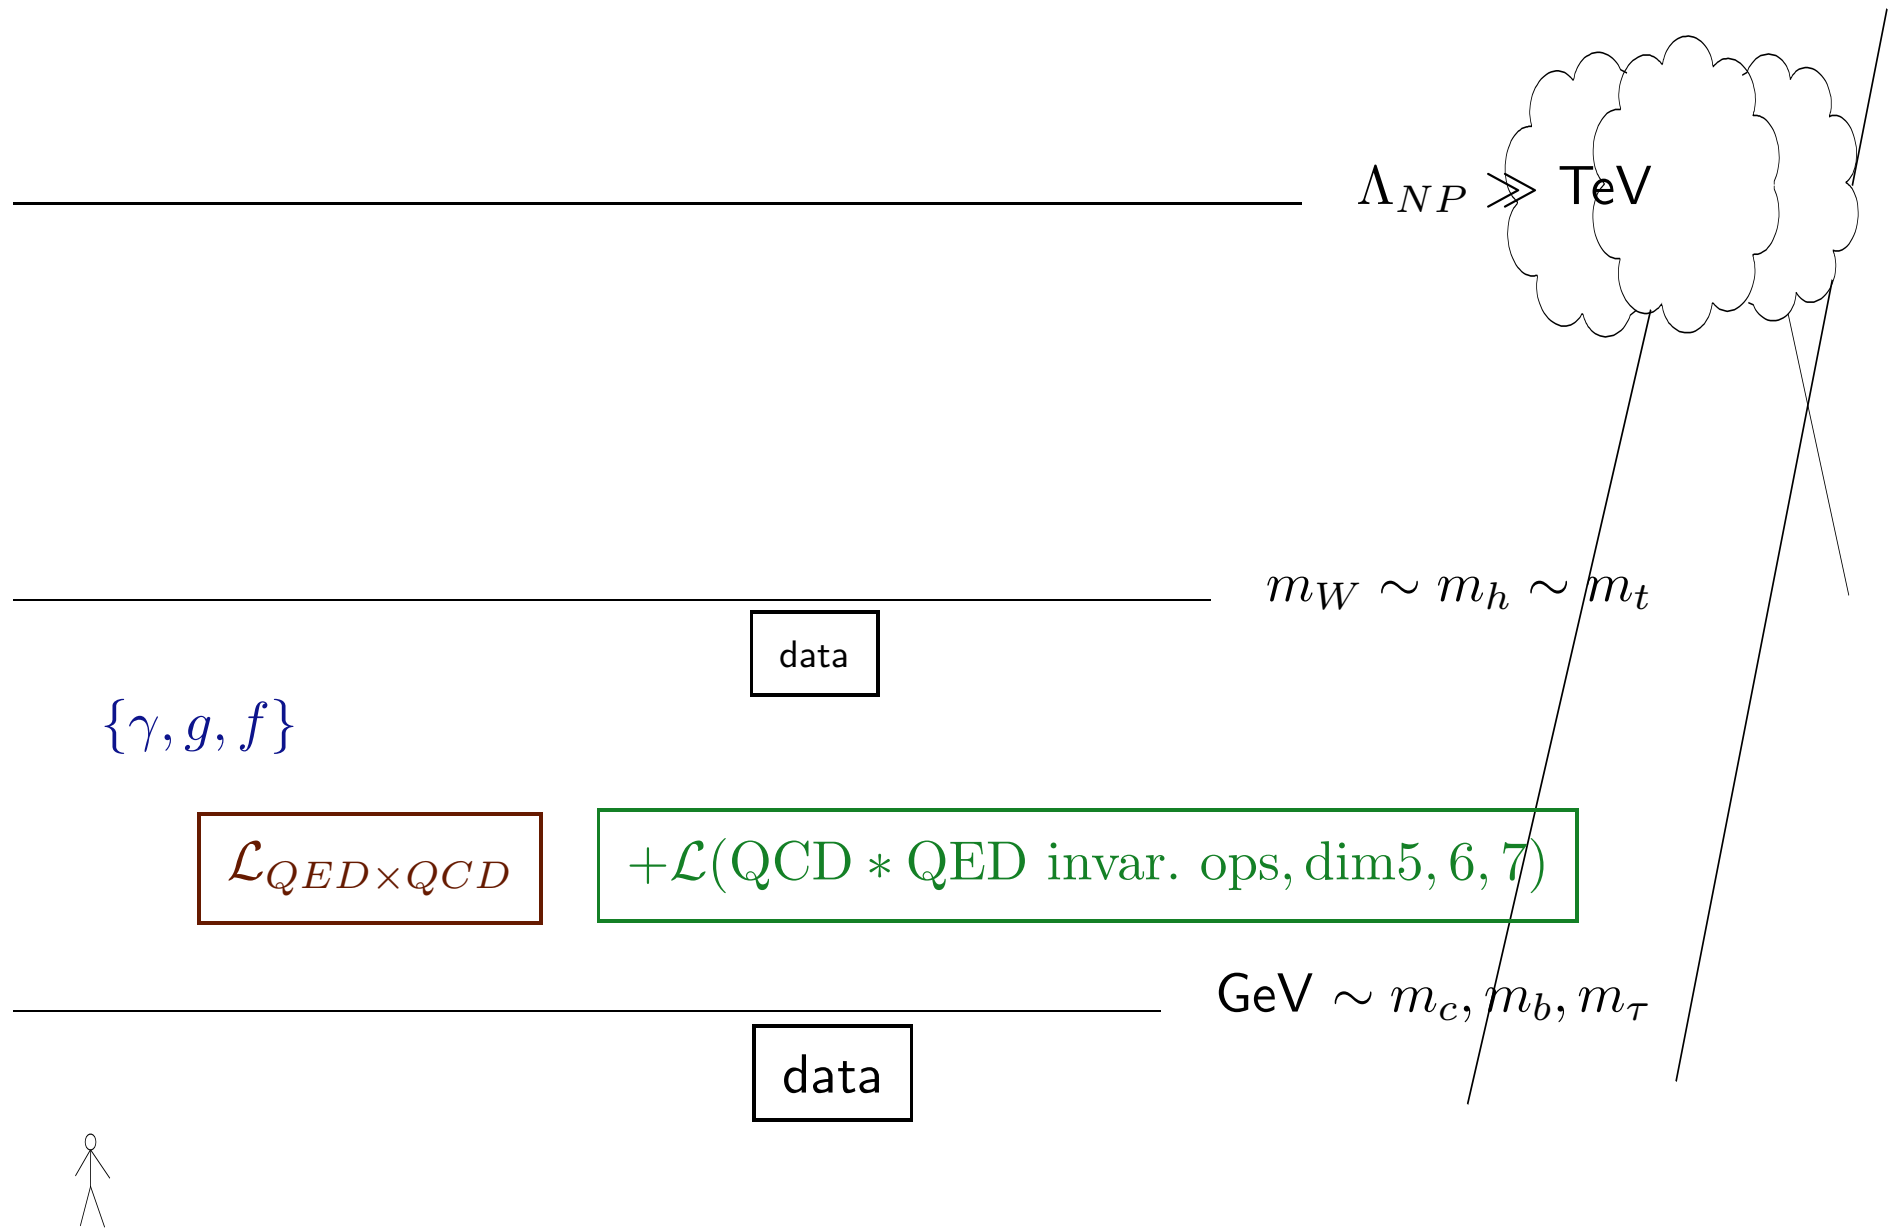 Λ_{NP} ≫ TeV
m_W ∼ m_h ∼ m_t
data
{γ, g, f}
ℒ_{QED×QCD} +ℒ(QCD ∗ QED invar. ops, dim5, 6, 7)
GeV ∼ m_c, m_b, m_τ
data